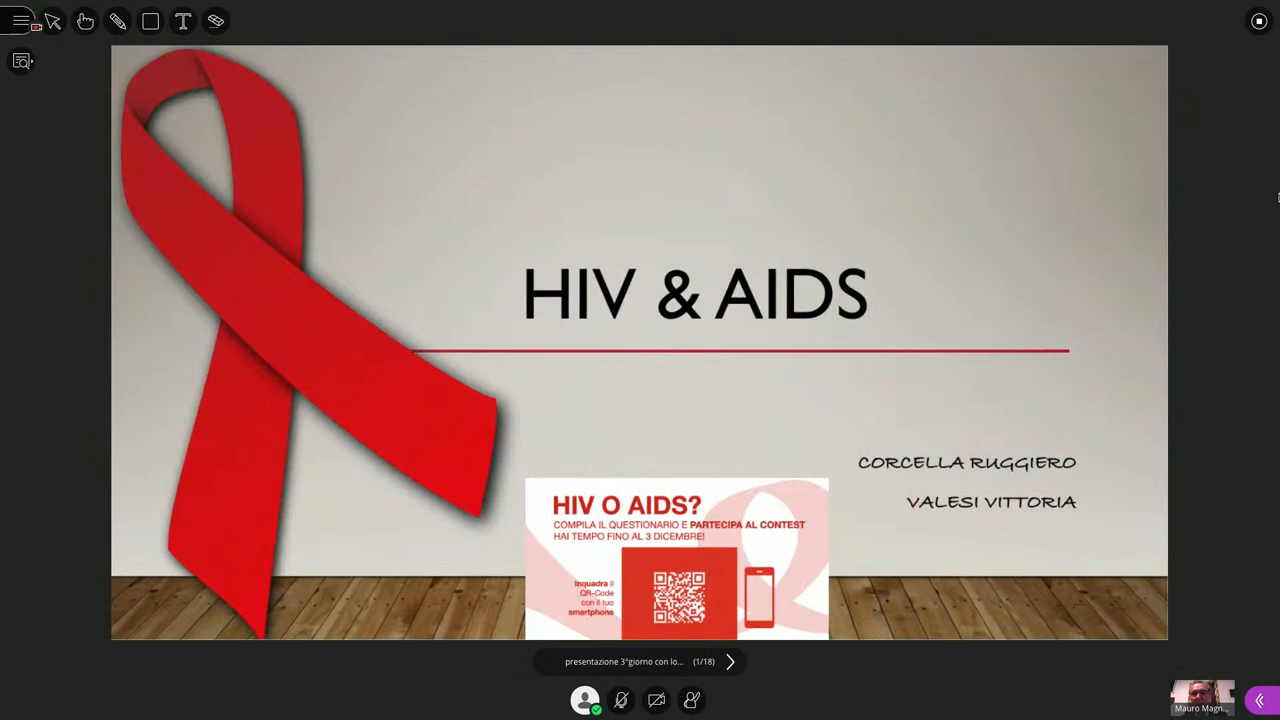 HIV & AIDS
CORCELLA RUGGIERO
VALESI VITTORIA
HIV O AIDS?
COMPILA IL QUESTIONARIO E PARTECIPA AL CONTEST
HAI TEMPO FINO AL 3 DICEMBRE!
Inquadra il
QR-Code
con il tuo
smartphone
presentazione 3°giorno con lo... (1/18)
Mauro Magn...